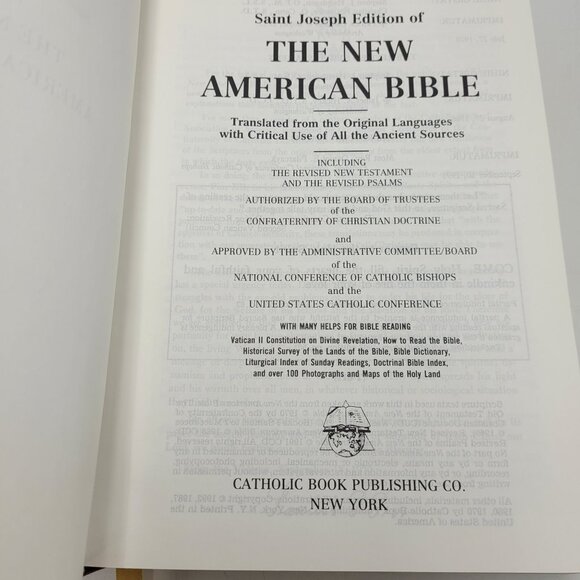 Saint Joseph Edition of
THE NEW
AMERICAN BIBLE
Translated from the Original Languages
with Critical Use of All the Ancient Sources
INCLUDING
THE REVISED NEW TESTAMENT
AND THE REVISED PSALMS
AUTHORIZED BY THE BOARD OF TRUSTEES
of the
CONFRATERNITY OF CHRISTIAN DOCTRINE
and
APPROVED BY THE ADMINISTRATIVE COMMITTEE/BOARD
of the
NATIONAL CONFERENCE OF CATHOLIC BISHOPS
and the
UNITED STATES CATHOLIC CONFERENCE
WITH MANY HELPS FOR BIBLE READING
Vatican II Constitution on Divine Revelation, How to Read the Bible,
Historical Survey of the Lands of the Bible, Bible Dictionary,
Liturgical Index of Sunday Readings, Doctrinal Bible Index,
and over 100 Photographs and Maps of the Holy Land
CATHOLIC BOOK PUBLISHING CO.
NEW YORK